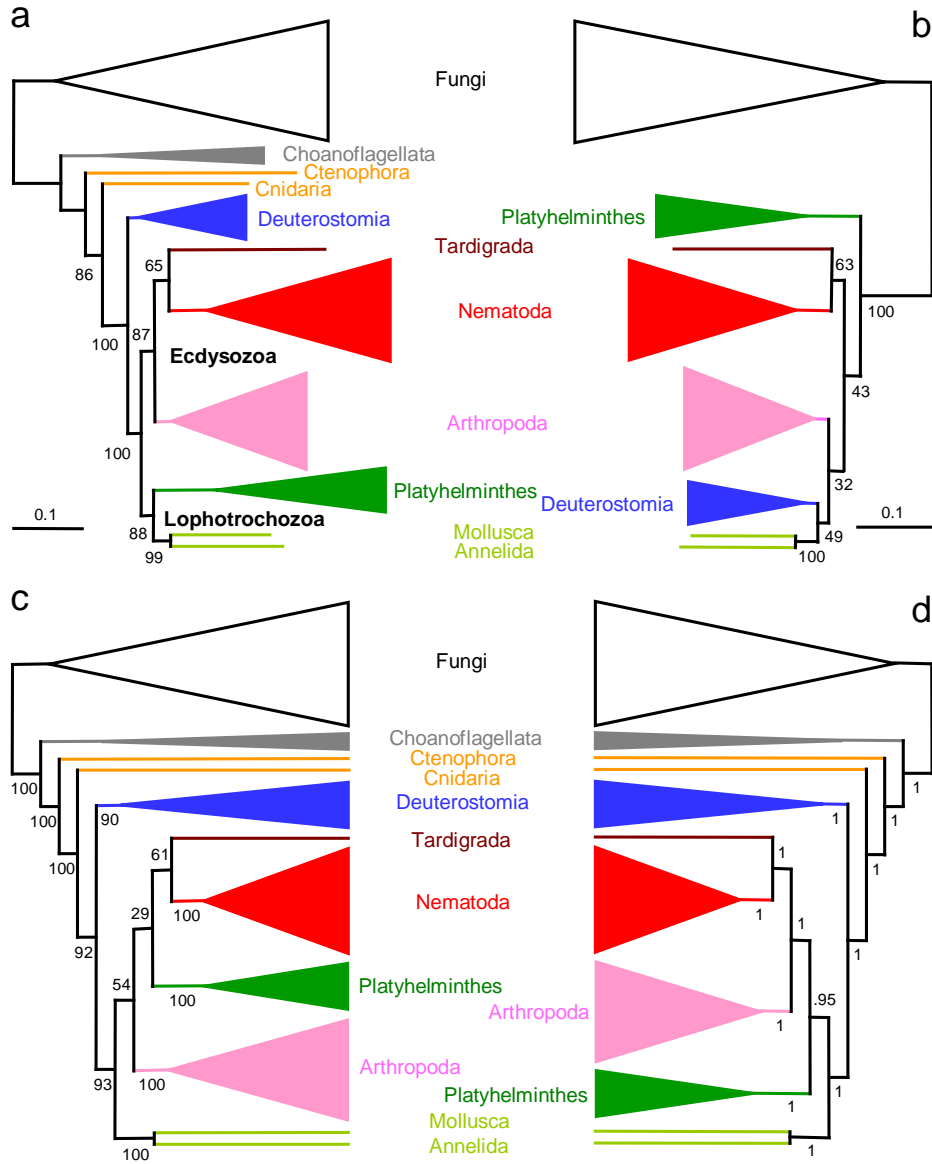 a
b
Fungi
Choanoflagellata
Ctenophora
Cnidaria
Deuterostomia
Platyhelminthes
Tardigrada
65
63
86
Nematoda
100
100
87
Ecdysozoa
43
Arthropoda
100
Platyhelminthes
32
Deuterostomia
0.1
Lophotrochozoa
0.1
88
Mollusca
49
99
Annelida
100
c
d
Fungi
Choanoflagellata
Ctenophora
Cnidaria
100
1
Deuterostomia
100
90
1
1
Tardigrada
61
1
100
1
Nematoda
100
1
29
1
92
1
Platyhelminthes
100
54
.95
Arthropoda
1
Arthropoda
93
100
1
Platyhelminthes
1
Mollusca
100
Annelida
1